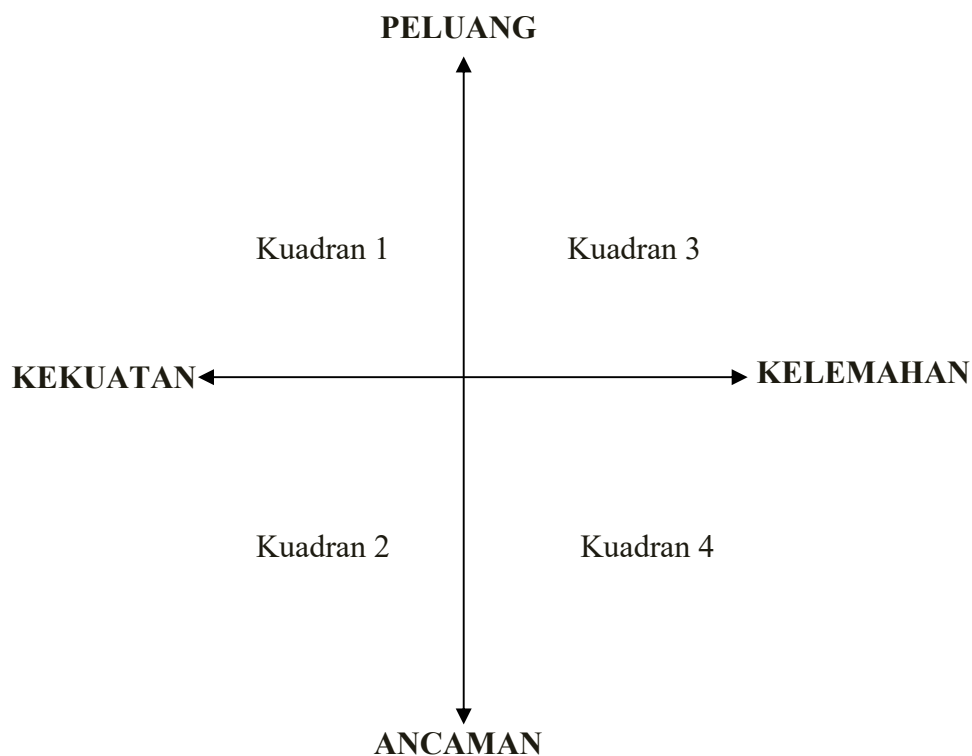 PELUANG
Kuadran 1
Kuadran 3
KEKUATAN
KELEMAHAN
Kuadran 2
Kuadran 4
ANCAMAN